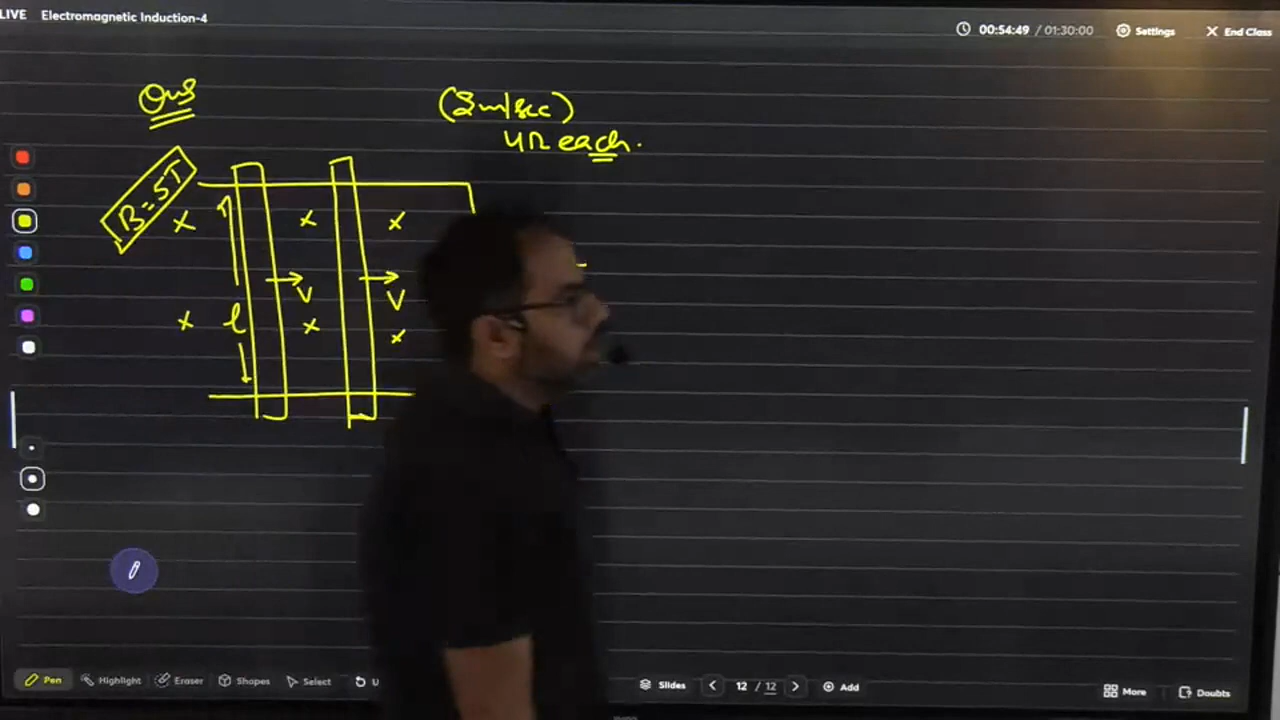 LIVE Electromagnetic Induction-4
00:54:49 / 01:30:00 Settings End Class
Ques
(2m/sec)
4Ω each.
B=5T
× × ×
V V
× l × ×
Pen Highlight Eraser Shapes Select U
Slides 12 / 12 Add
More Doubts